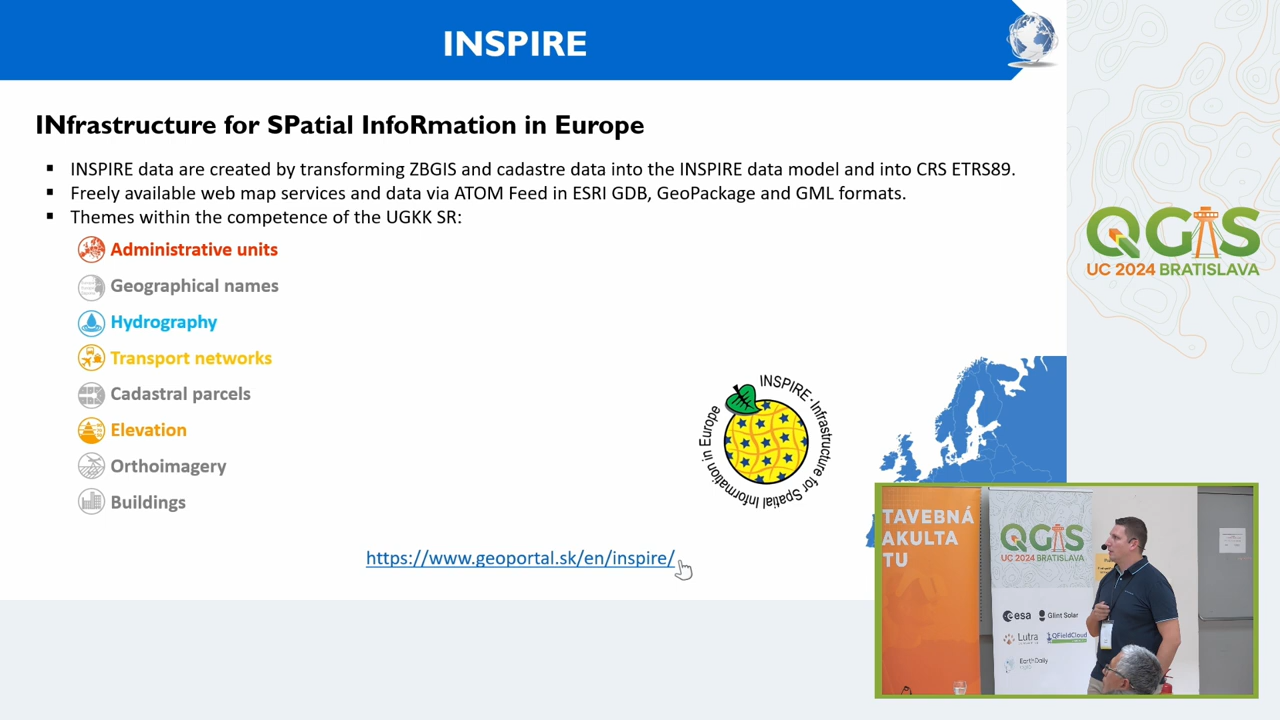 INSPIRE
INfrastructure for SPatial InfoRmation in Europe
▪ INSPIRE data are created by transforming ZBGIS and cadastre data into the INSPIRE data model and into CRS ETRS89.
▪ Freely available web map services and data via ATOM Feed in ESRI GDB, GeoPackage and GML formats.
▪ Themes within the competence of the UGKK SR:
Administrative units
Geographical names
Hydrography
Transport networks
Cadastral parcels
Elevation
Orthoimagery
Buildings
INSPIRE·Infrastructure for Spatial Information in Europe
https://www.geoportal.sk/en/inspire/
QGIS
UC 2024 BRATISLAVA
TAVEBNÁ
AKULTA
TU
QGIS
UC 2024 BRATISLAVA
esa
Glint Solar
Lutra
QFieldCloud
EarthDaily